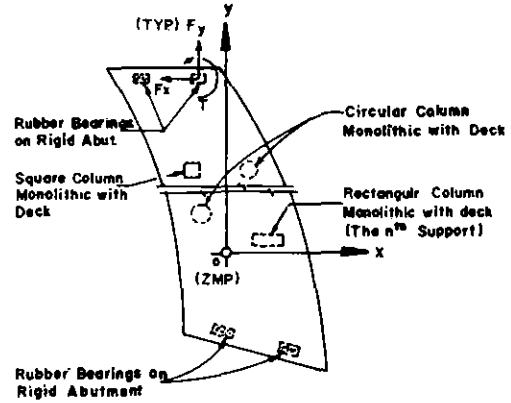 y
(TYP) Fy
Fx
T
Rubber Bearings
on Rigid Abut.
Circular Column
Monolithic with Deck
Square Column
Monolithic with
Deck
Rectangulr Column
Monolithic with deck
(The nth Support)
o
x
(ZMP)
Rubber Bearings on
Rigid Abutment